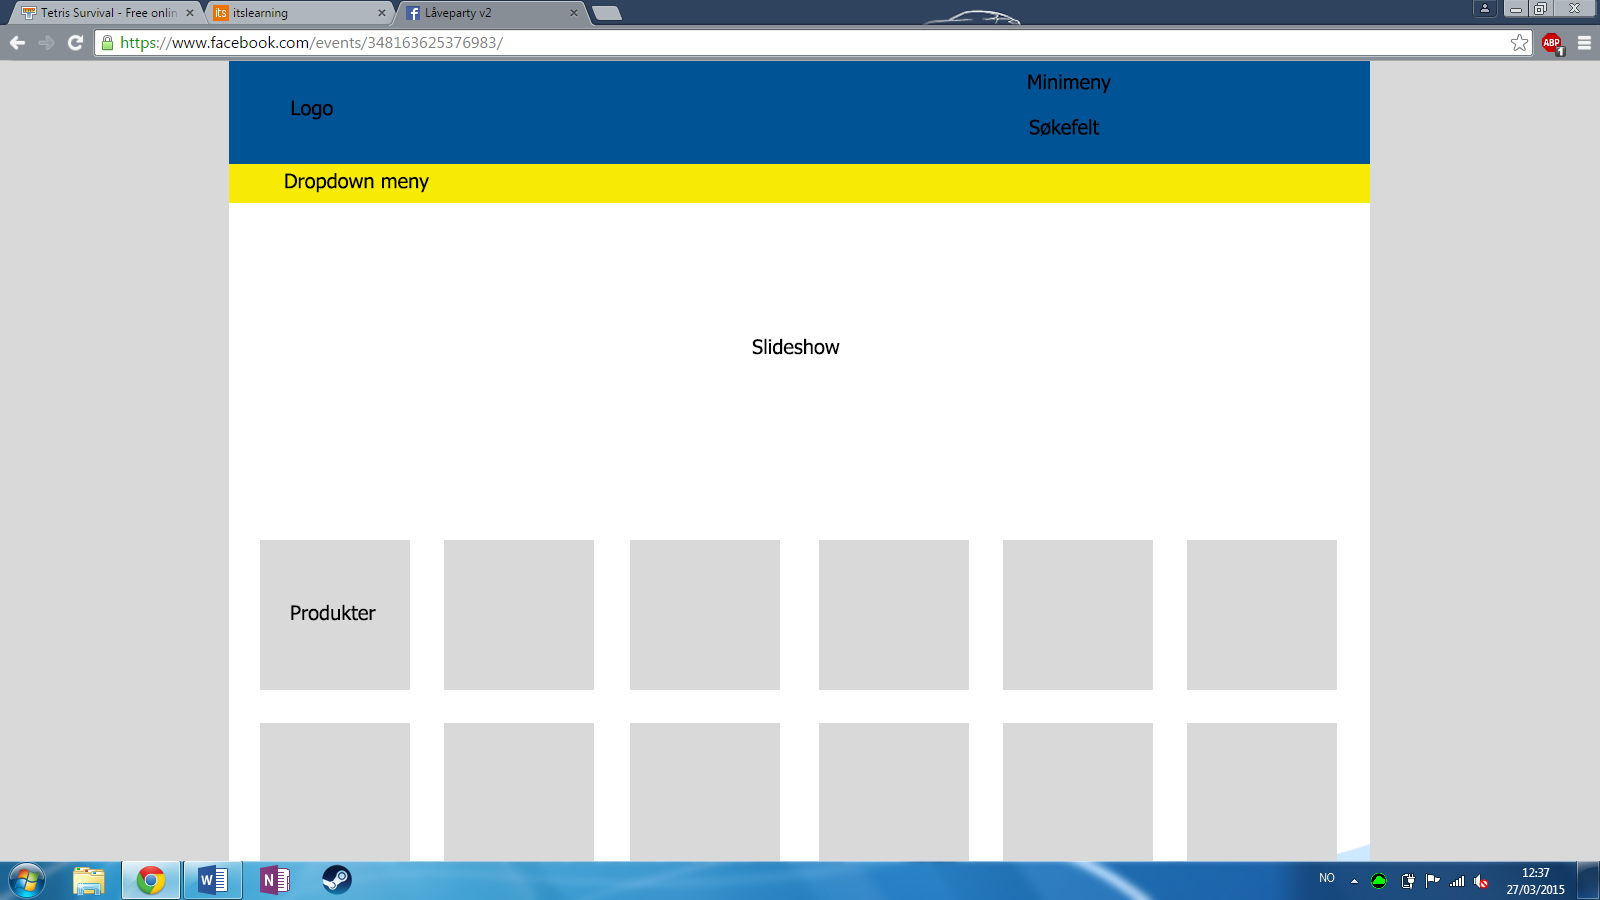 Tetris Survival - Free onlin
its
itslearning
Låveparty v2
https://www.facebook.com/events/348163625376983/
ABP
1
Logo
Minimeny
Søkefelt
Dropdown meny
Slideshow
Produkter
NO
12:37
27/03/2015